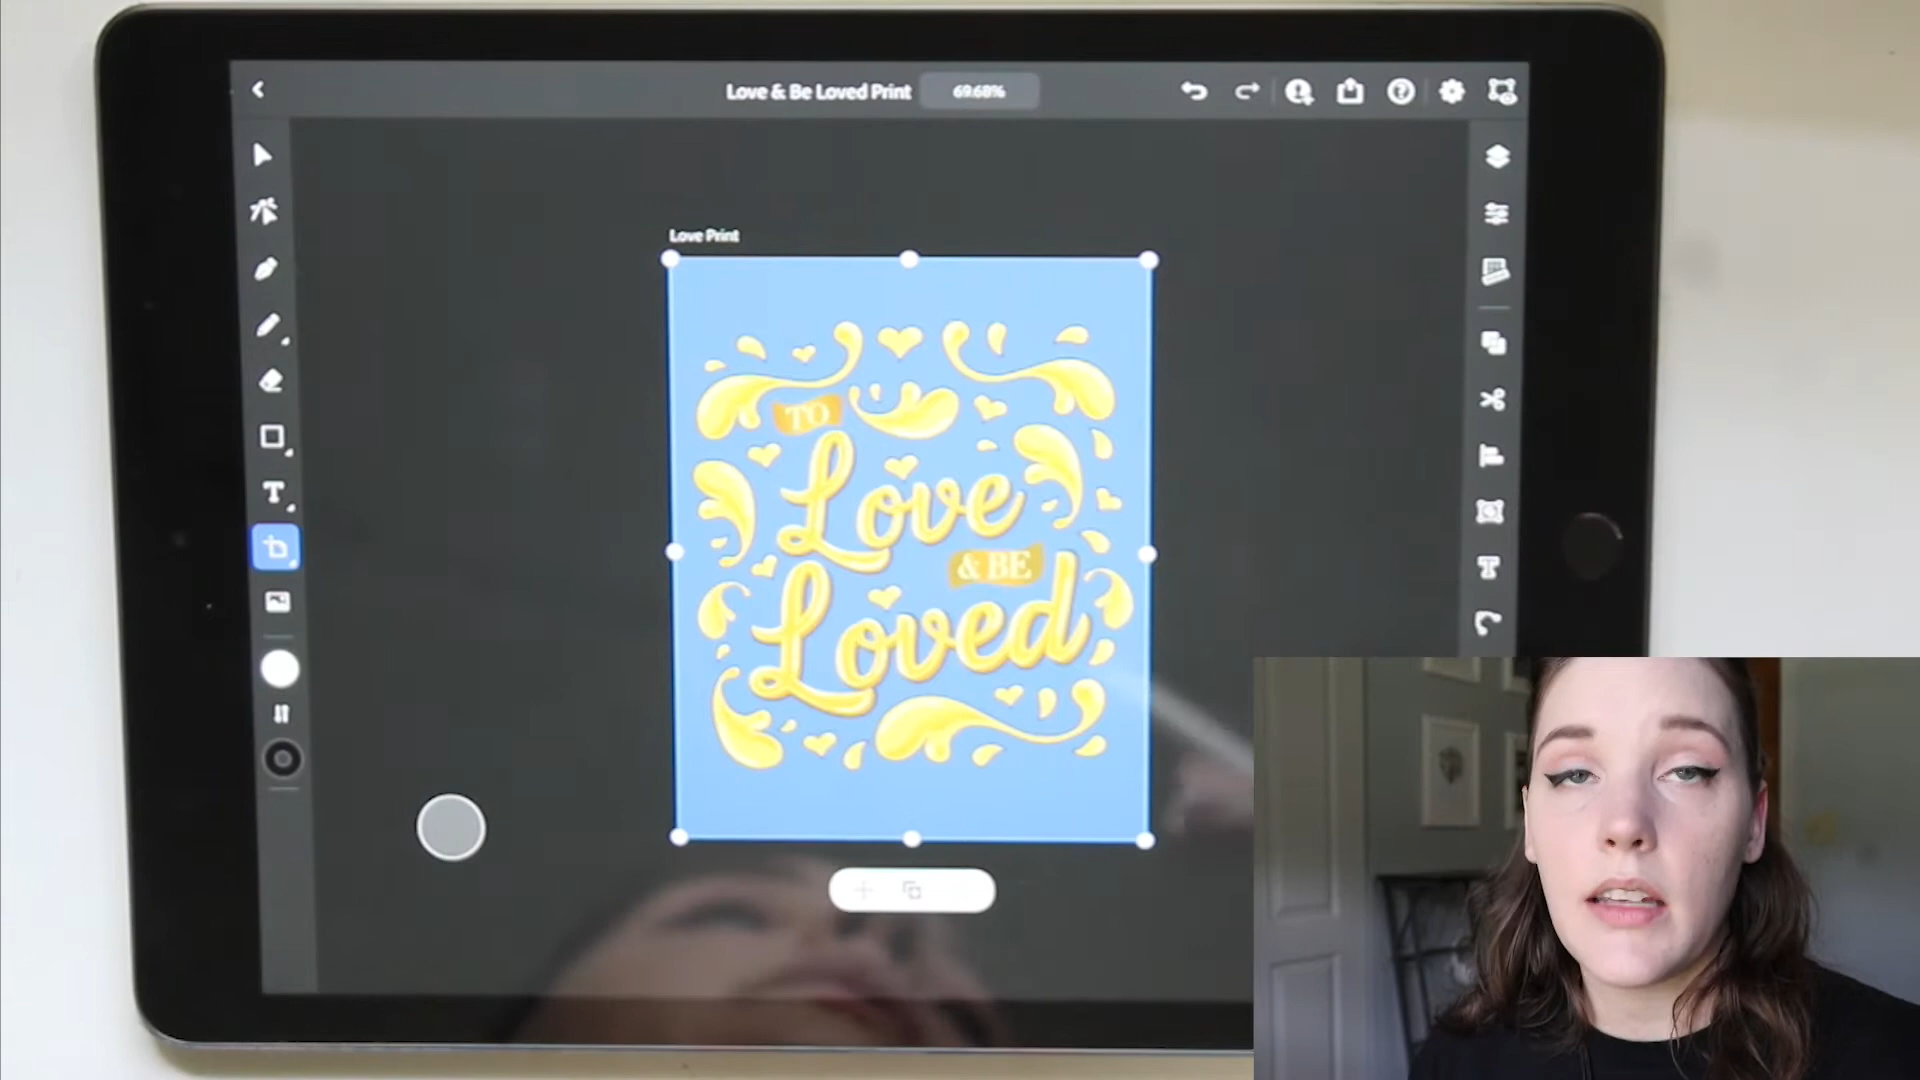 Love & Be Loved Print 69.68%
Love Print
TO
Love
& BE
Loved